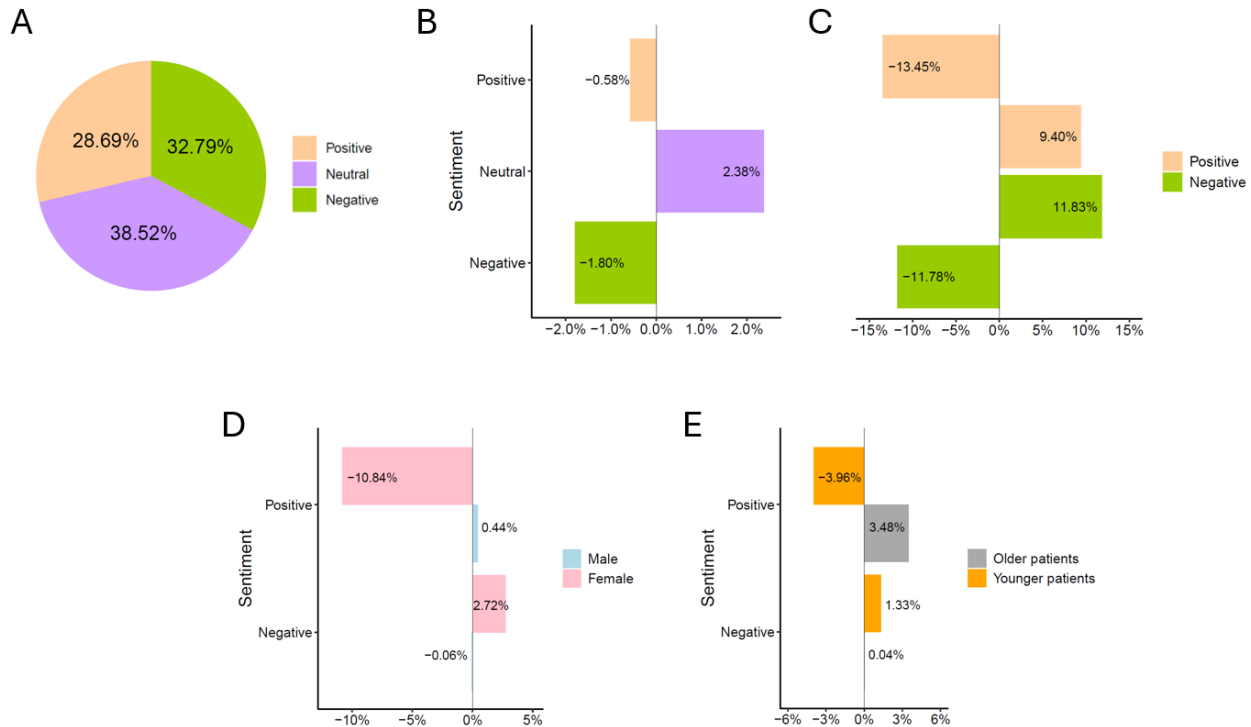 A
28.69%
32.79%
38.52%
Positive
Neutral
Negative
B
Sentiment
Positive
Neutral
Negative
−0.58%
2.38%
−1.80%
−2.0% −1.0% 0.0% 1.0% 2.0%
C
−13.45%
9.40%
11.83%
−11.78%
−15% −10% −5% 0% 5% 10% 15%
Positive
Negative
D
Sentiment
Positive
Negative
−10.84%
0.44%
2.72%
−0.06%
−10% −5% 0% 5%
Male
Female
E
Sentiment
Positive
Negative
−3.96%
3.48%
1.33%
0.04%
−6% −3% 0% 3% 6%
Older patients
Younger patients